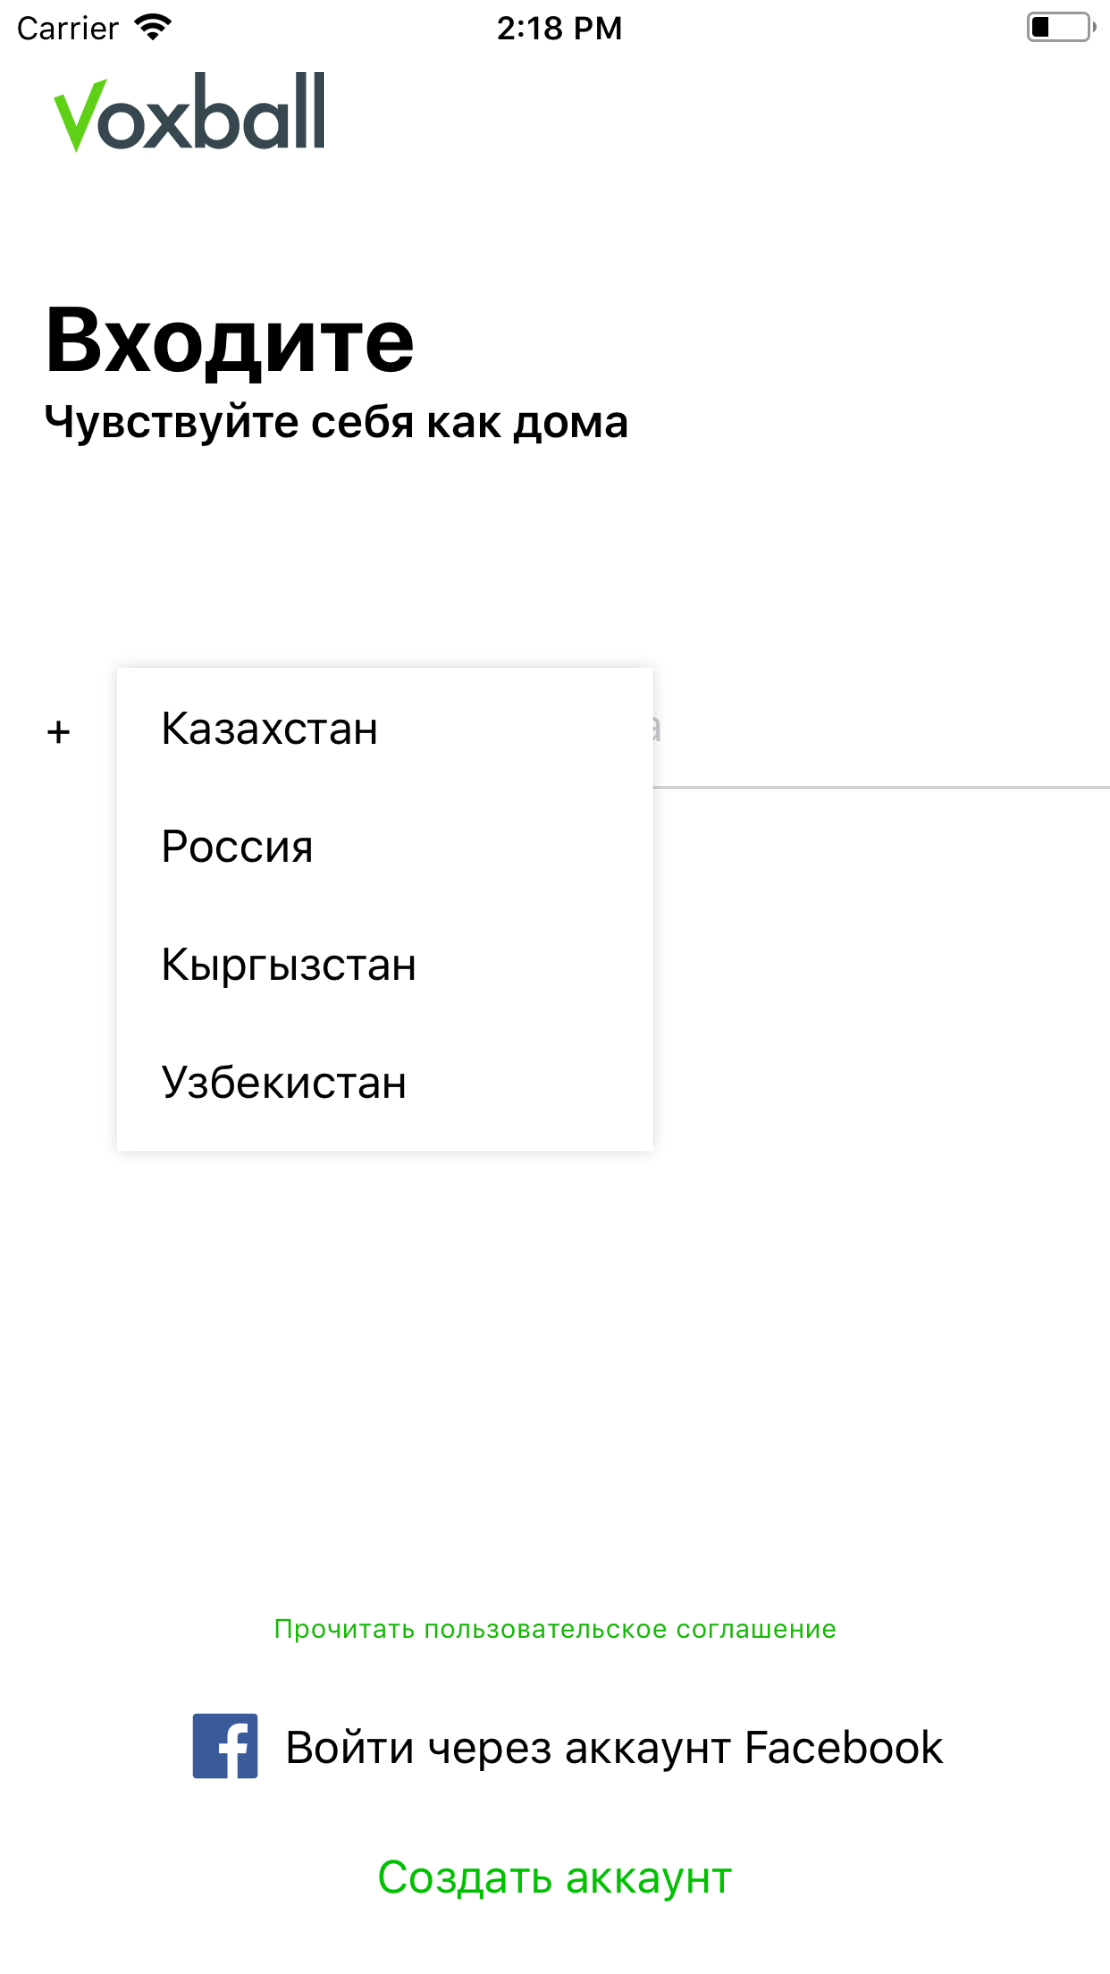 Carrier 2:18 PM
Voxball
Входите
Чувствуйте себя как дома
+
Казахстан
Россия
Кыргызстан
Узбекистан
Прочитать пользовательское соглашение
Войти через аккаунт Facebook
Создать аккаунт